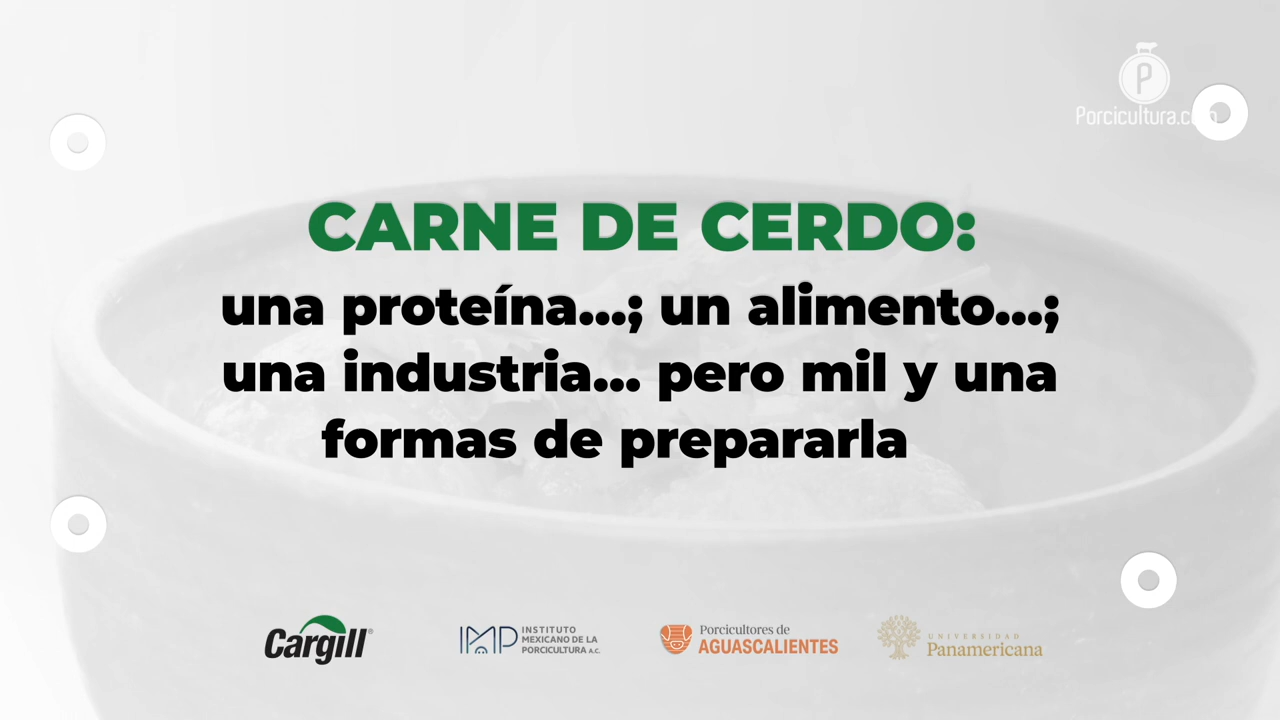 P
Porcicultura.co
CARNE DE CERDO:
una proteína...; un alimento...;
una industria... pero mil y una
formas de prepararla
Cargill®
IMP INSTITUTO
MEXICANO DE LA
PORCICULTURA A.C.
Porcicultores de
AGUASCALIENTES
UNIVERSIDAD
Panamericana